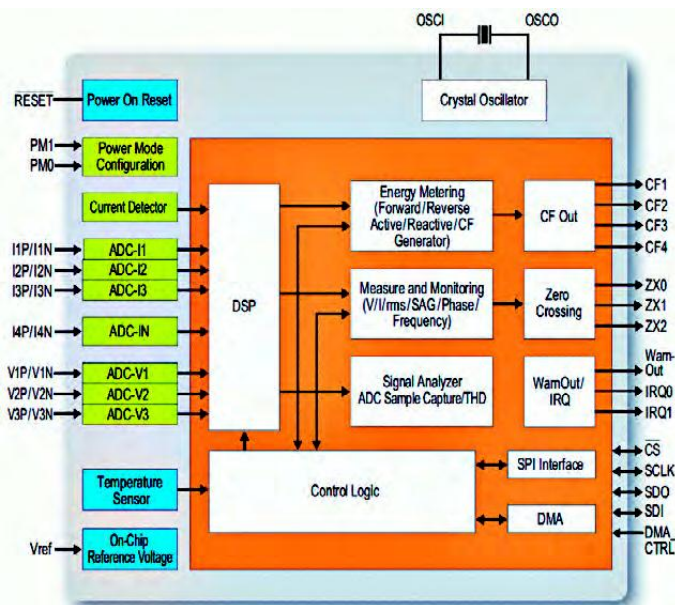 OSCI
OSCO
RESET
Power On Reset
Crystal Oscillator
PM1
PM0
Power Mode
Configuration
Current Detector
I1P/I1N
ADC-I1
I2P/I2N
ADC-I2
I3P/I3N
ADC-I3
I4P/I4N
ADC-IN
V1P/V1N
ADC-V1
V2P/V2N
ADC-V2
V3P/V3N
ADC-V3
Temperature
Sensor
Vref
On-Chip
Reference Voltage
DSP
Energy Metering
(Forward/Reverse
Active/Reactive/CF
Generator)
Measure and Monitoring
(V/I/rms/SAG/Phase/
Frequency)
Signal Analyzer
ADC Sample Capture/THD
Control Logic
CF Out
Zero
Crossing
WarnOut/
IRQ
SPI Interface
DMA
CF1
CF2
CF3
CF4
ZX0
ZX1
ZX2
Warn-
Out
IRQ0
IRQ1
CS
SCLK
SDO
SDI
DMA_
CTRL